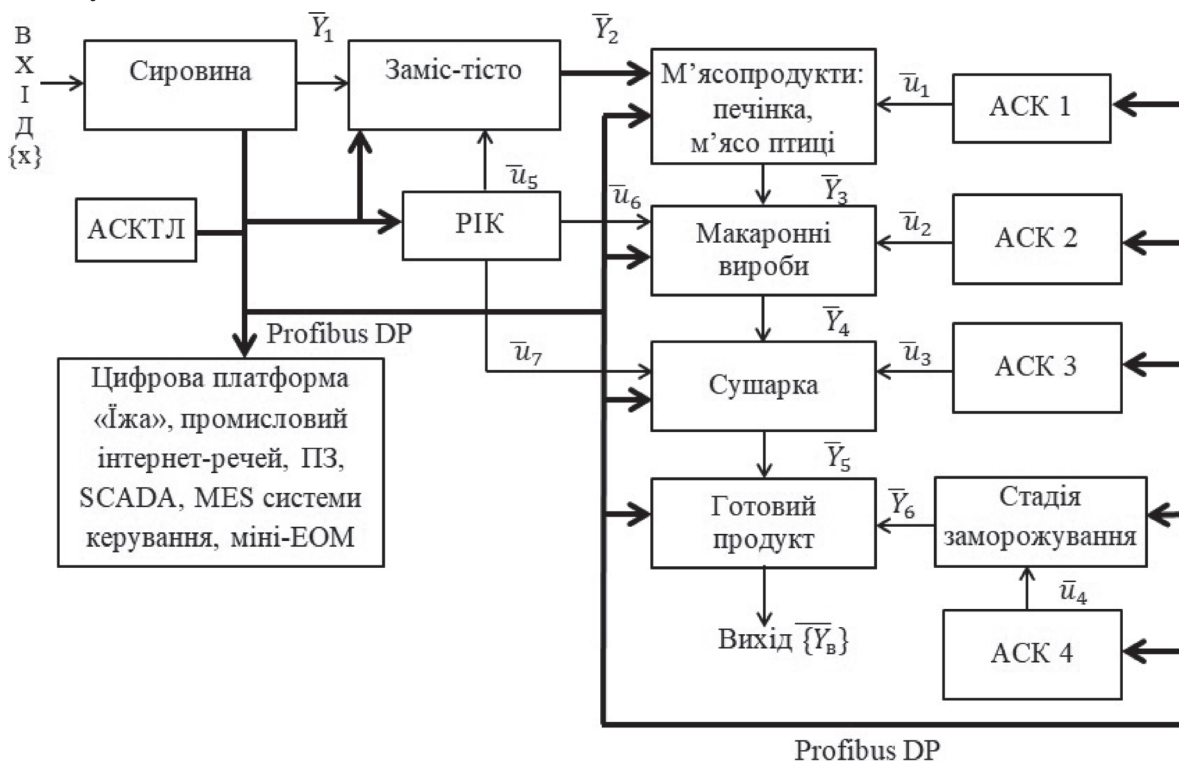 В
Х
І
Д
{x}
Сировина
Y̅₁
Заміс-тісто
Y̅₂
М’ясопродукти:
печінка,
м’ясо птиці
u̅₁
АСК 1
АСКТЛ
РІК
u̅₅
u̅₆
Y̅₃
Макаронні
вироби
u̅₂
АСК 2
Profibus DP
u̅₇
Y̅₄
Сушарка
u̅₃
АСК 3
Цифрова платформа
«Їжа», промисловий
інтернет-речей, ПЗ,
SCADA, MES системи
керування, міні-ЕОМ
Y̅₅
Готовий
продукт
Y̅₆
Стадія
заморожування
u̅₄
Вихід {Y̅в}
АСК 4
Profibus DP